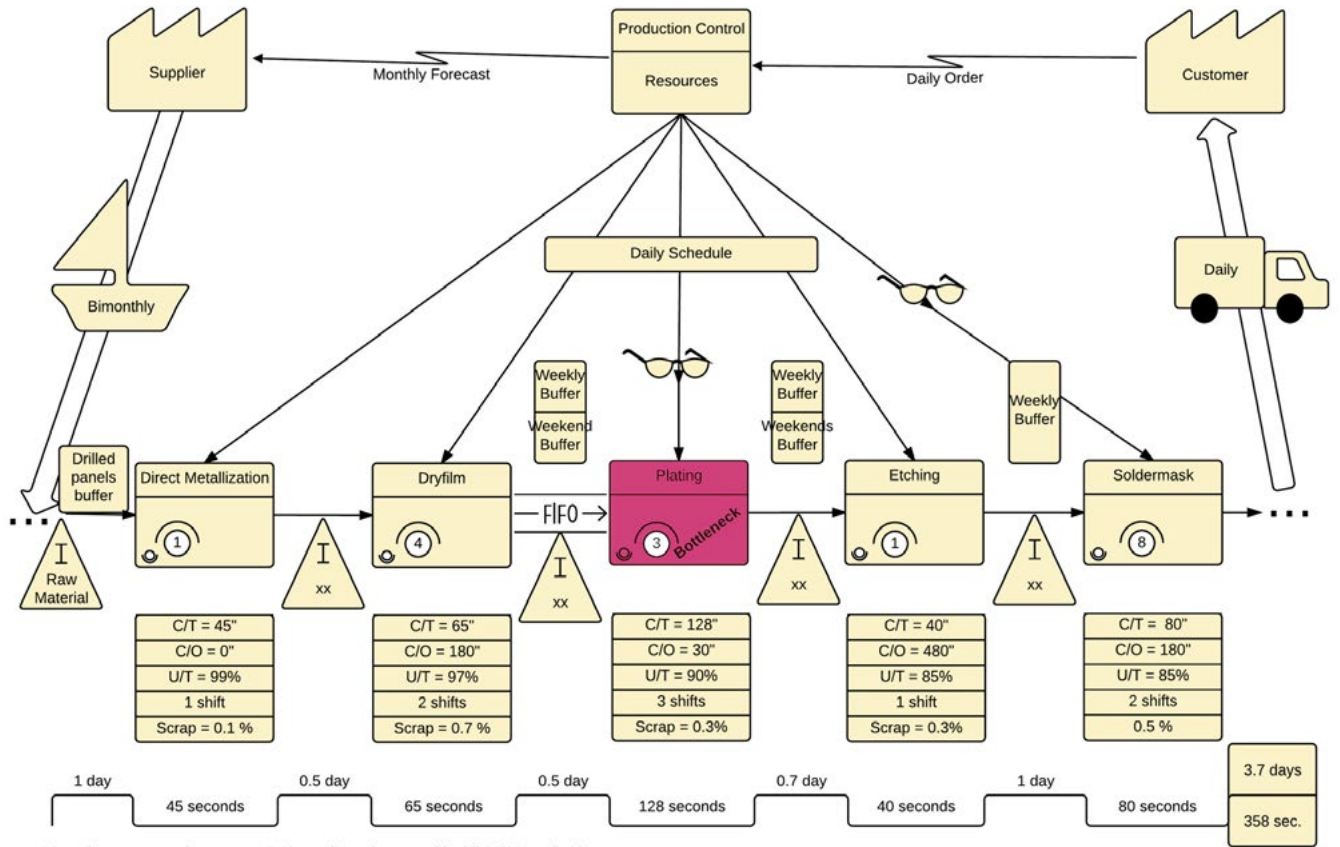 Supplier
Monthly Forecast
Production Control
Resources
Daily Order
Customer
Bimonthly
Daily Schedule
Daily
Weekly
Buffer
Weekend
Buffer
Weekly
Buffer
Weekends
Buffer
Weekly
Buffer
Drilled
panels
buffer
Direct Metallization
1
Dryfilm
4
FIFO
Plating
3
Bottleneck
Etching
1
Soldermask
8
I
Raw
Material
I
xx
I
xx
I
xx
I
xx
C/T = 45"
C/O = 0"
U/T = 99%
1 shift
Scrap = 0.1 %
C/T = 65"
C/O = 180"
U/T = 97%
2 shifts
Scrap = 0.7 %
C/T = 128"
C/O = 30"
U/T = 90%
3 shifts
Scrap = 0.3%
C/T = 40"
C/O = 480"
U/T = 85%
1 shift
Scrap = 0.3%
C/T = 80"
C/O = 180"
U/T = 85%
2 shifts
0.5 %
1 day
45 seconds
0.5 day
65 seconds
0.5 day
128 seconds
0.7 day
40 seconds
1 day
80 seconds
3.7 days
358 sec.